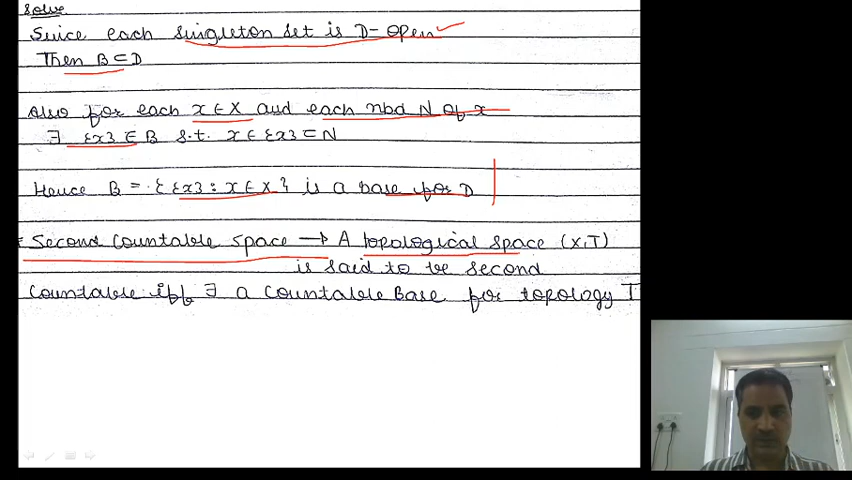 Solve
Since each singleton set is D-open
Then B ⊂ D
Also for each x ∈ X and each nbd N of x
∃ {x} ∈ B s.t. x ∈ {x} ⊂ N
Hence B = {{x} : x ∈ X} is a base for D
Second Countable space → A topological space (X,T)
is said to be second
Countable iff ∃ a Countable Base for topology T